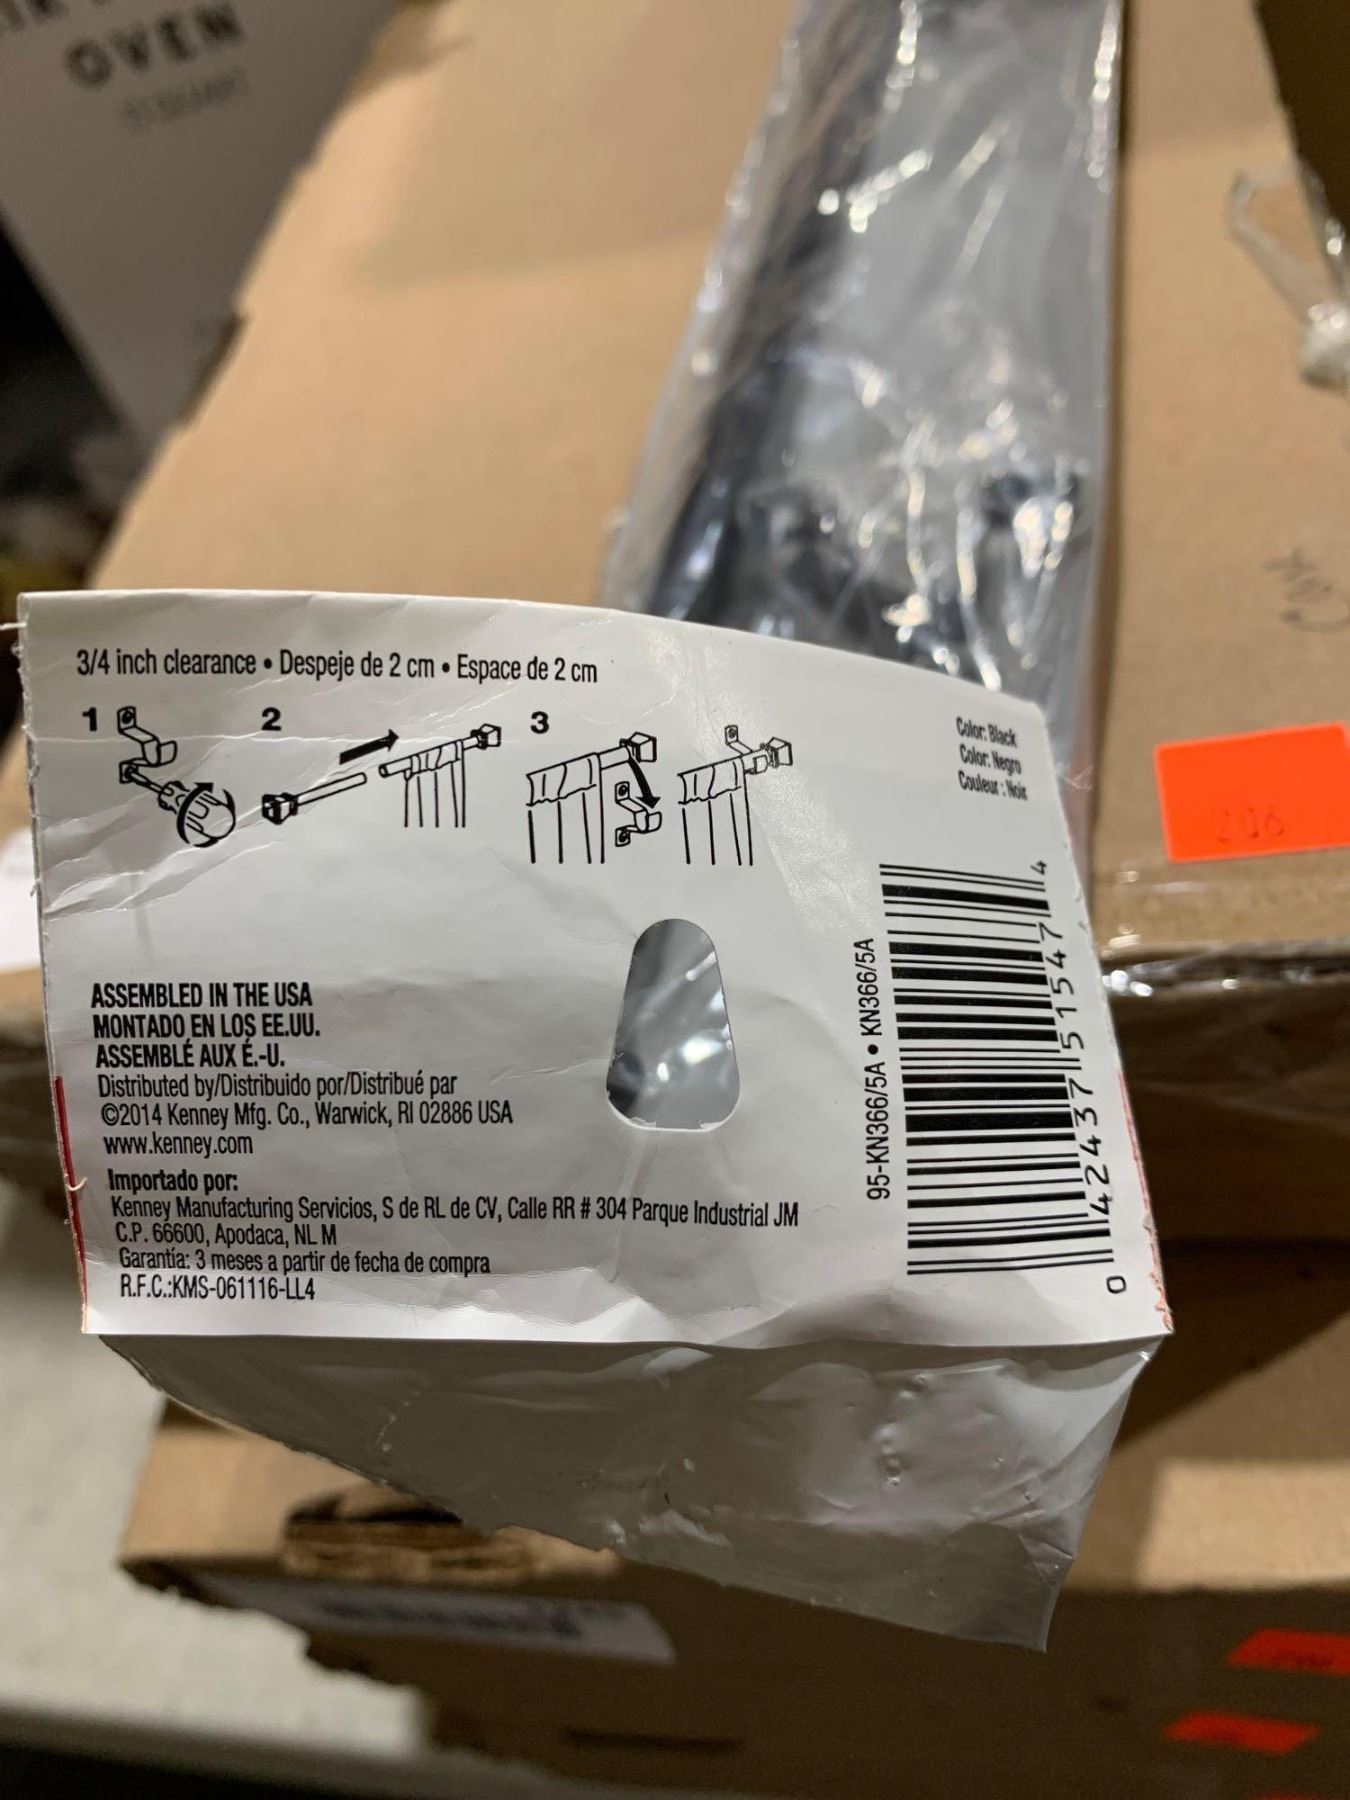 OVEN
3/4 inch clearance • Despeje de 2 cm • Espace de 2 cm
1 2 3
Color: Black
Color: Negro
Couleur : Noir
ASSEMBLED IN THE USA
MONTADO EN LOS EE.UU.
ASSEMBLÉ AUX É.-U.
Distributed by/Distribuido por/Distribué par
©2014 Kenney Mfg. Co., Warwick, RI 02886 USA
www.kenney.com
Importado por:
Kenney Manufacturing Servicios, S de RL de CV, Calle RR # 304 Parque Industrial JM
C.P. 66600, Apodaca, NL M
Garantía: 3 meses a partir de fecha de compra
R.F.C.:KMS-061116-LL4
95-KN366/5A • KN366/5A
0 42437 51547 4